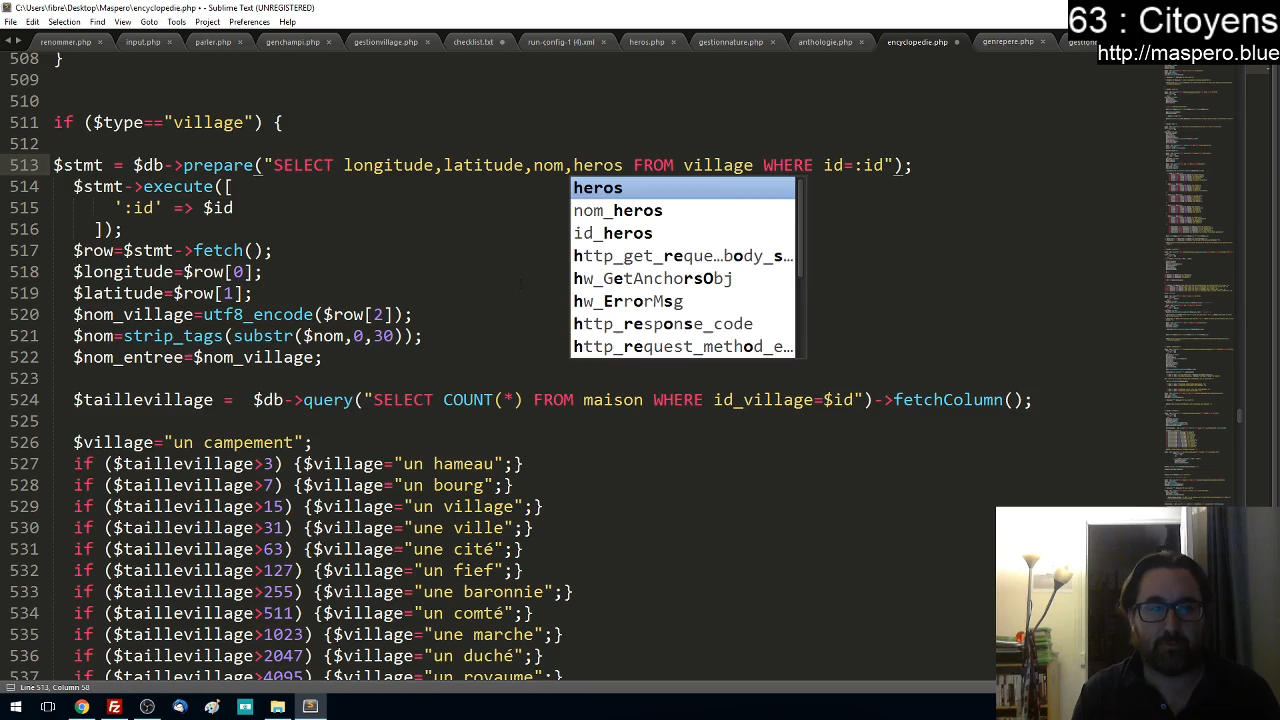 C:\Users\fibre\Desktop\Maspero\encyclopedie.php • - Sublime Text (UNREGISTERED)
File Edit Selection Find View Goto Tools Project Preferences Help
63 : Citoyens
http://maspero.blue
renommer.php input.php parler.php genchampi.php gestionvillage.php checklist.txt run-config-1 (4).xml heros.php gestionnature.php anthologie.php encyclopedie.php genrepere.php
508 }
509
510
511 if ($type=="village") {
512
513 $stmt = $db->prepare("SELECT longitude,latitude,nom,heros FROM village WHERE id=:id");
514 $stmt->execute([
515 ':id' => $id
516 ]);
517 $row=$stmt->fetch();
518 $longitude=$row[0];
519 $latitude=$row[1];
520 $nom_village=utf8_encode($row[2]);
521 $nom=strip_tags(substr($nom,0,30));
522 $nom_entree=$nom_village;
heros
nom_heros
id_heros
http_get_reque…body_s…
hw_GetAnchorsObj
hw_ErrorMsg
http_response_code
http_request_method_e…
523
524 $taillevillage = $db->query("SELECT COUNT(*) FROM maison WHERE id_village=$id")->fetchColumn();
525
526 $village="un campement";
527 if ($taillevillage>3) {$village="un hameau";}
528 if ($taillevillage>7) {$village="un bourg";}
529 if ($taillevillage>15) {$village="un village";}
530 if ($taillevillage>31) {$village="une ville";}
531 if ($taillevillage>63) {$village="une cité";}
532 if ($taillevillage>127) {$village="un fief";}
533 if ($taillevillage>255) {$village="une baronnie";}
534 if ($taillevillage>511) {$village="un comté";}
535 if ($taillevillage>1023) {$village="une marche";}
536 if ($taillevillage>2047) {$village="un duché";}
537 if ($taillevillage>4095) {$village="un royaume";}
Line 513, Column 58